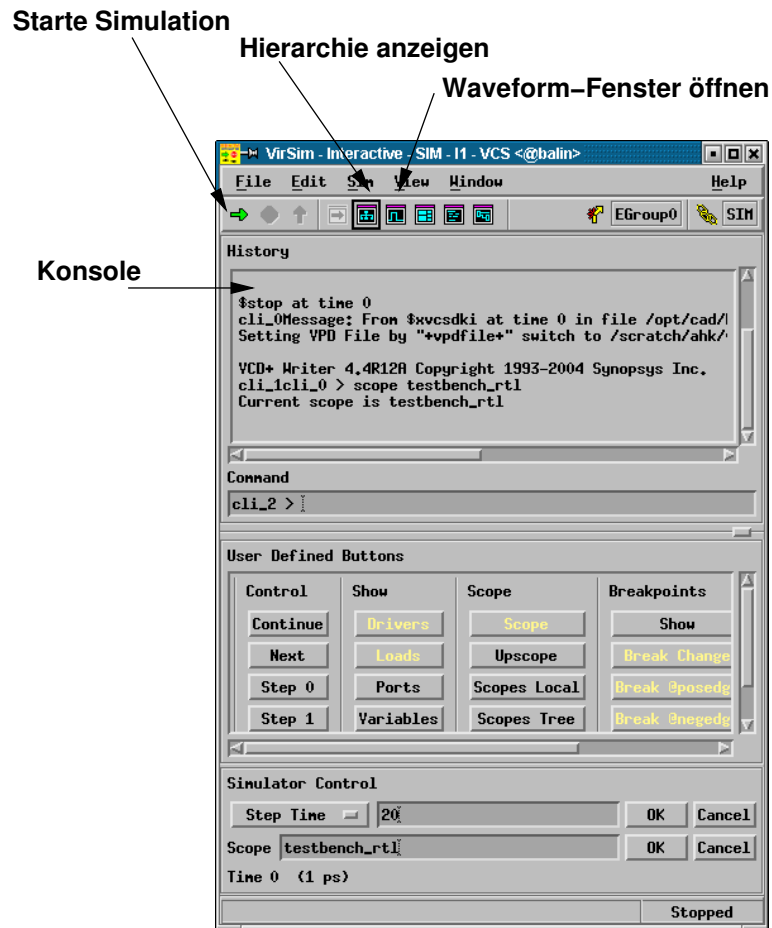 Starte Simulation
Hierarchie anzeigen
Waveform−Fenster öffnen
VirSim - Interactive - SIM - I1 - VCS <@balin>
File Edit Sim View Window Help
EGroup0 SIM
Konsole
History
$stop at time 0
cli_0Message: From $xvcsdki at time 0 in file /opt/cad/
Setting VPD File by "+vpdfile+" switch to /scratch/ahk/
VCD+ Writer 4.4R12A Copyright 1993-2004 Synopsys Inc.
cli_1cli_0 > scope testbench_rtl
Current scope is testbench_rtl
Command
cli_2 >
User Defined Buttons
Control Show Scope Breakpoints
Continue Drivers Scope Show
Next Loads Upscope Break Change
Step 0 Ports Scopes Local Break @posedg
Step 1 Variables Scopes Tree Break @negedg
Simulator Control
Step Time 20 OK Cancel
Scope testbench_rtl OK Cancel
Time 0 (1 ps)
Stopped